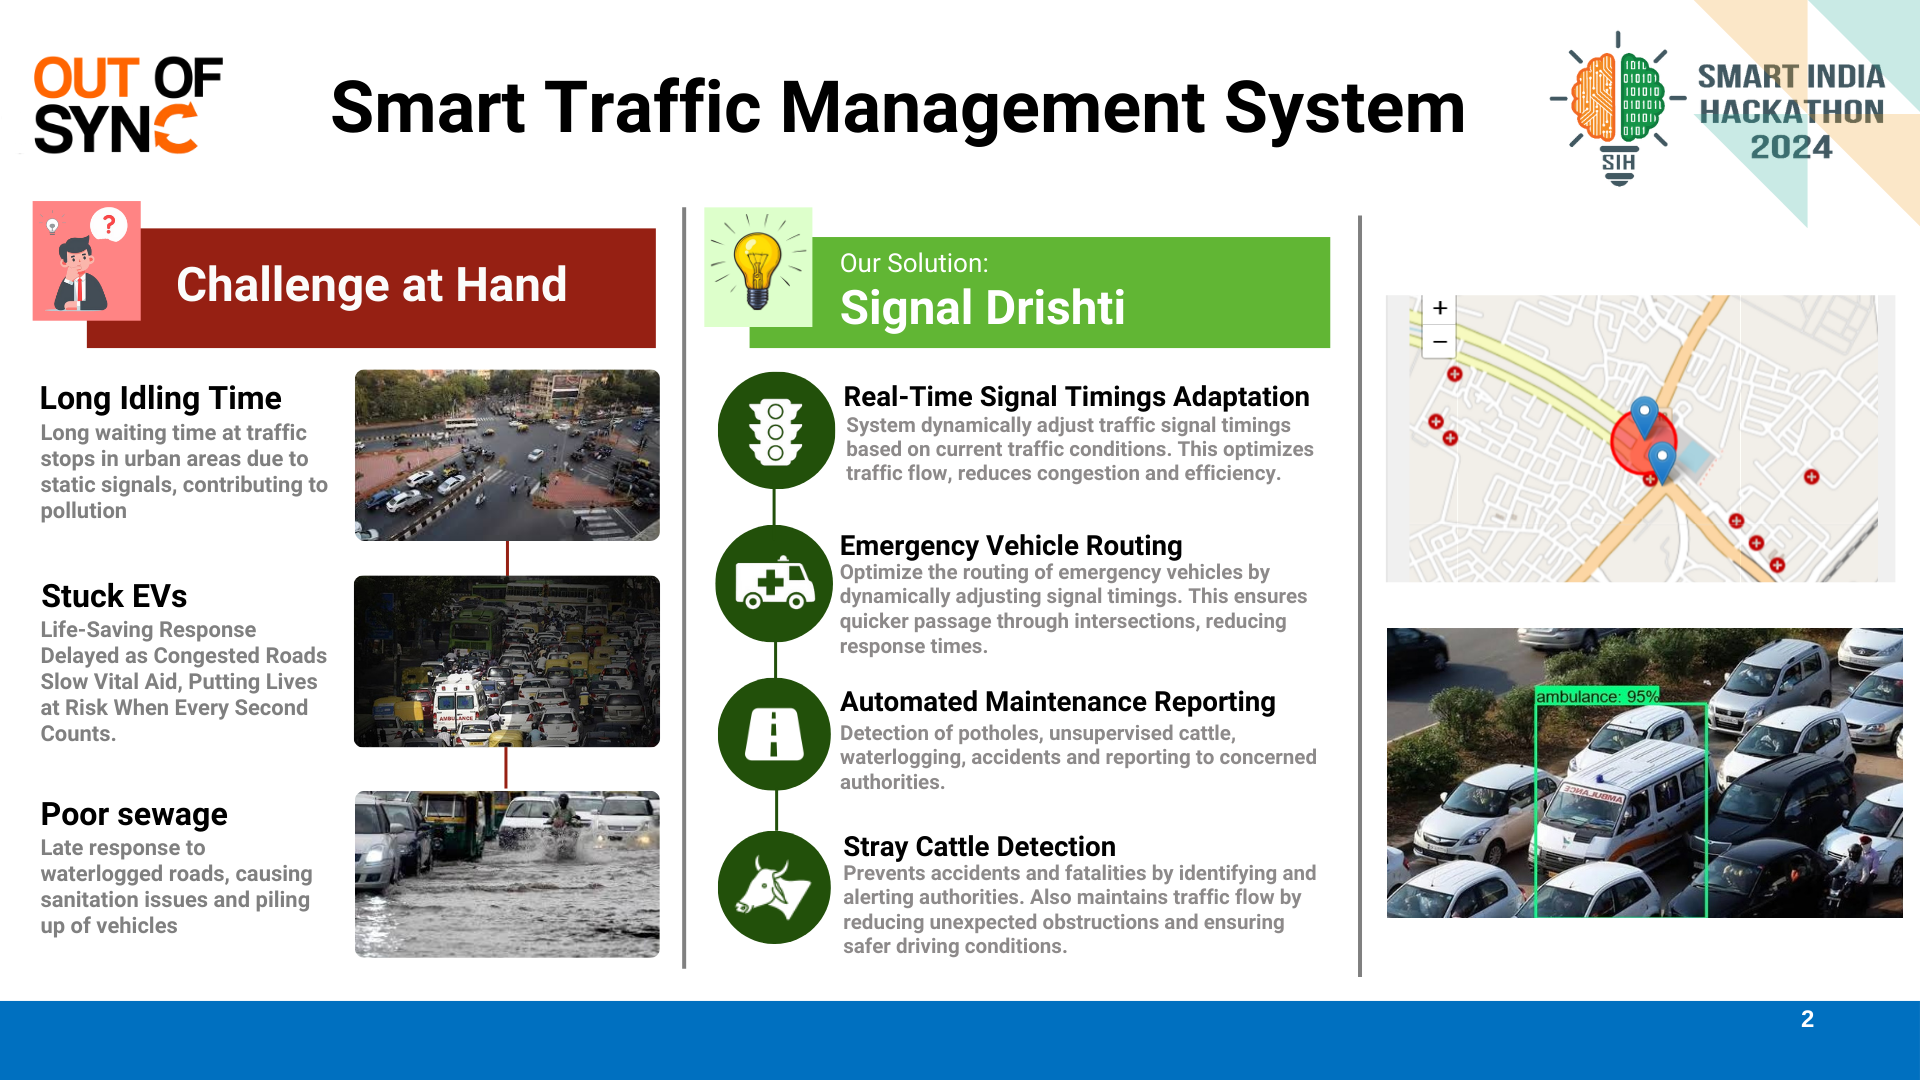 OUT OF
SYNC
Smart Traffic Management System
SIH
SMART INDIA
HACKATHON
2024
?
Challenge at Hand
Long Idling Time
Long waiting time at traffic
stops in urban areas due to
static signals, contributing to
pollution
Stuck EVs
Life-Saving Response
Delayed as Congested Roads
Slow Vital Aid, Putting Lives
at Risk When Every Second
Counts.
AMBULANCE
Poor sewage
Late response to
waterlogged roads, causing
sanitation issues and piling
up of vehicles
Our Solution:
Signal Drishti
Real-Time Signal Timings Adaptation
System dynamically adjust traffic signal timings
based on current traffic conditions. This optimizes
traffic flow, reduces congestion and efficiency.
Emergency Vehicle Routing
Optimize the routing of emergency vehicles by
dynamically adjusting signal timings. This ensures
quicker passage through intersections, reducing
response times.
Automated Maintenance Reporting
Detection of potholes, unsupervised cattle,
waterlogging, accidents and reporting to concerned
authorities.
Stray Cattle Detection
Prevents accidents and fatalities by identifying and
alerting authorities. Also maintains traffic flow by
reducing unexpected obstructions and ensuring
safer driving conditions.
+
−
ambulance: 95%
AMBULANCE
2